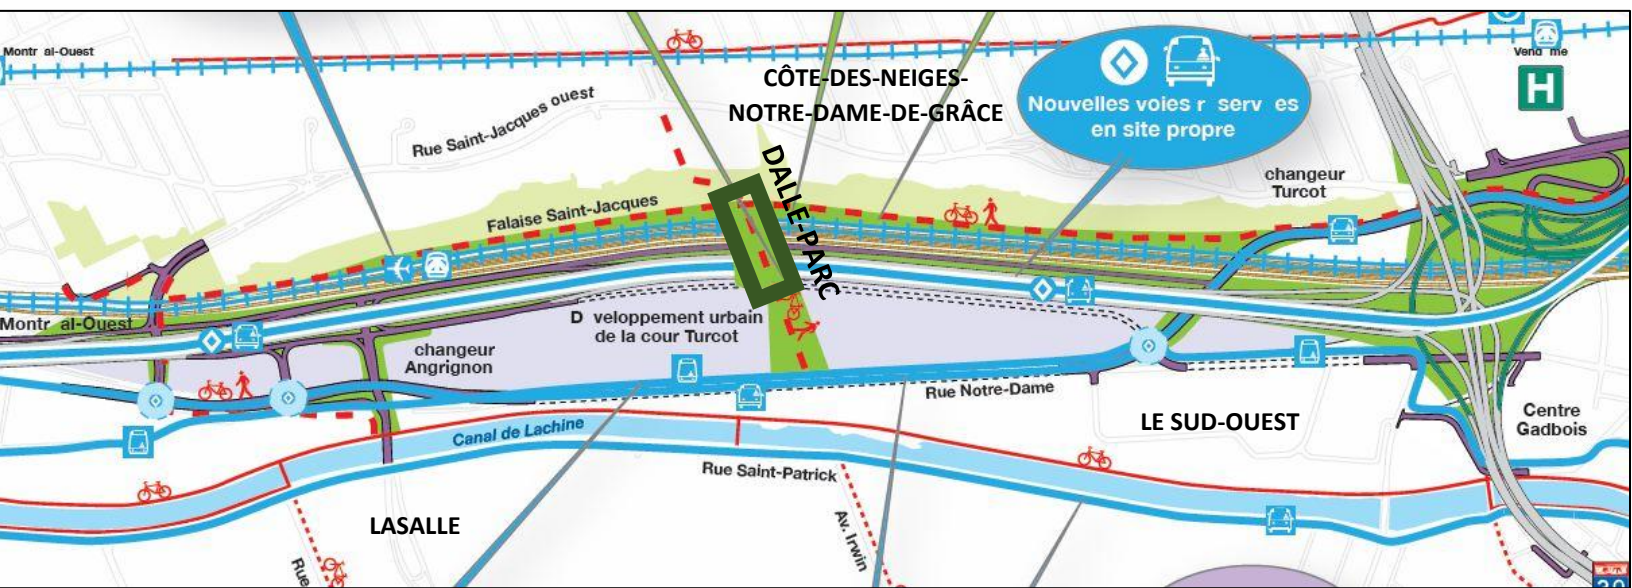 Montr al-Ouest
Vend me
H
CÔTE-DES-NEIGES-
NOTRE-DAME-DE-GRÂCE
Nouvelles voies r serv es
en site propre
Rue Saint-Jacques ouest
changeur
Turcot
Falaise Saint-Jacques
DALLE-PARC
Montr al-Ouest
D veloppement urbain
de la cour Turcot
changeur
Angrignon
Rue Notre-Dame
LE SUD-OUEST
Centre
Gadbois
Canal de Lachine
Rue Saint-Patrick
LASALLE
Av. Irwin
Rue